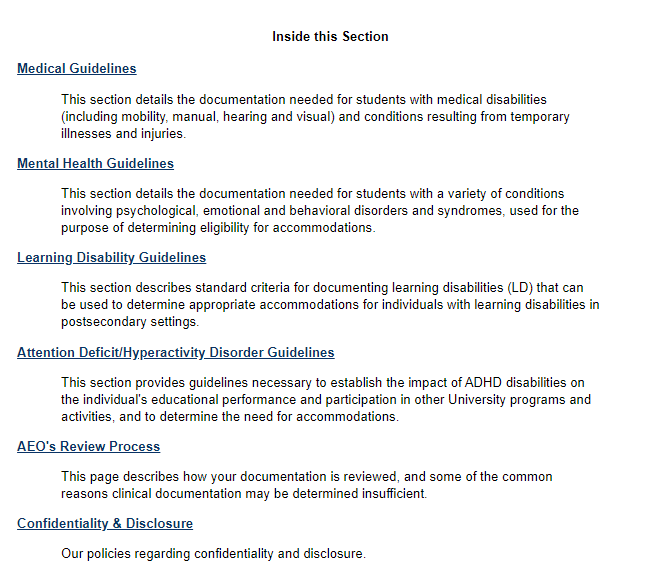 Inside this Section
Medical Guidelines
This section details the documentation needed for students with medical disabilities
(including mobility, manual, hearing and visual) and conditions resulting from temporary
illnesses and injuries.
Mental Health Guidelines
This section details the documentation needed for students with a variety of conditions
involving psychological, emotional and behavioral disorders and syndromes, used for the
purpose of determining eligibility for accommodations.
Learning Disability Guidelines
This section describes standard criteria for documenting learning disabilities (LD) that can
be used to determine appropriate accommodations for individuals with learning disabilities in
postsecondary settings.
Attention Deficit/Hyperactivity Disorder Guidelines
This section provides guidelines necessary to establish the impact of ADHD disabilities on
the individual's educational performance and participation in other University programs and
activities, and to determine the need for accommodations.
AEO's Review Process
This page describes how your documentation is reviewed, and some of the common
reasons clinical documentation may be determined insufficient.
Confidentiality & Disclosure
Our policies regarding confidentiality and disclosure.